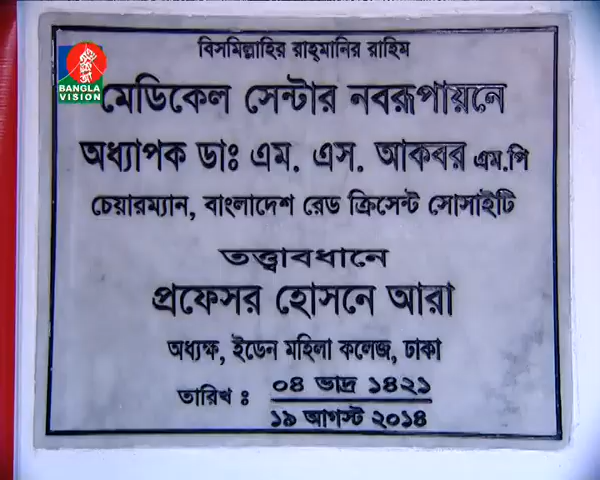 বিসমিল্লাহির রাহ্‌মানির রাহিম
BANGLA
VISION
মেডিকেল সেন্টার নবরূপায়নে
অধ্যাপক ডাঃ এম. এস. আকবর এম.পি
চেয়ারম্যান, বাংলাদেশ রেড ক্রিসেন্ট সোসাইটি
তত্ত্বাবধানে
প্রফেসর হোসনে আরা
অধ্যক্ষ, ইডেন মহিলা কলেজ, ঢাকা
তারিখ ঃ ০৪ ভাদ্র ১৪২১
১৯ আগস্ট ২০১৪